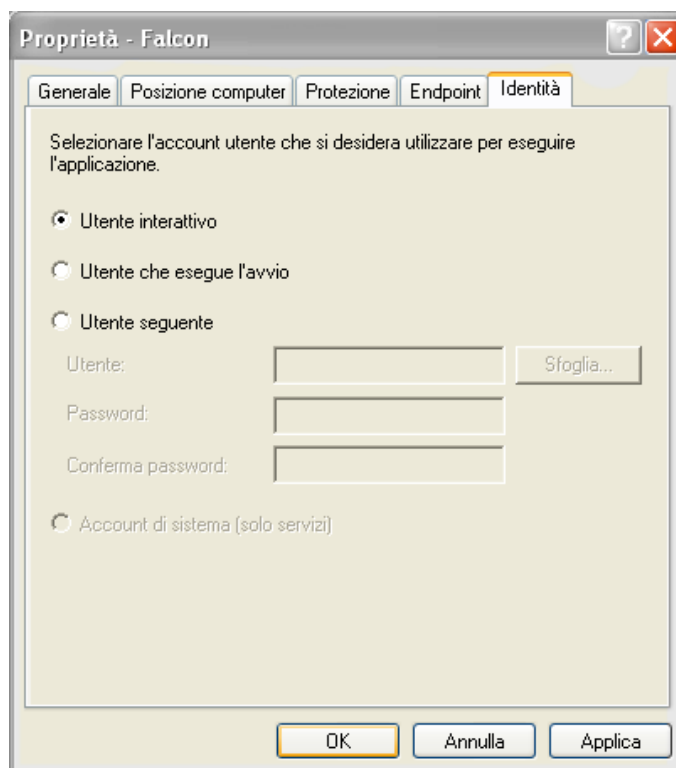 Proprietà - Falcon
Generale Posizione computer Protezione Endpoint Identità
Selezionare l'account utente che si desidera utilizzare per eseguire
l'applicazione.
Utente interattivo
Utente che esegue l'avvio
Utente seguente
Utente: Sfoglia...
Password:
Conferma password:
Account di sistema (solo servizi)
OK Annulla Applica